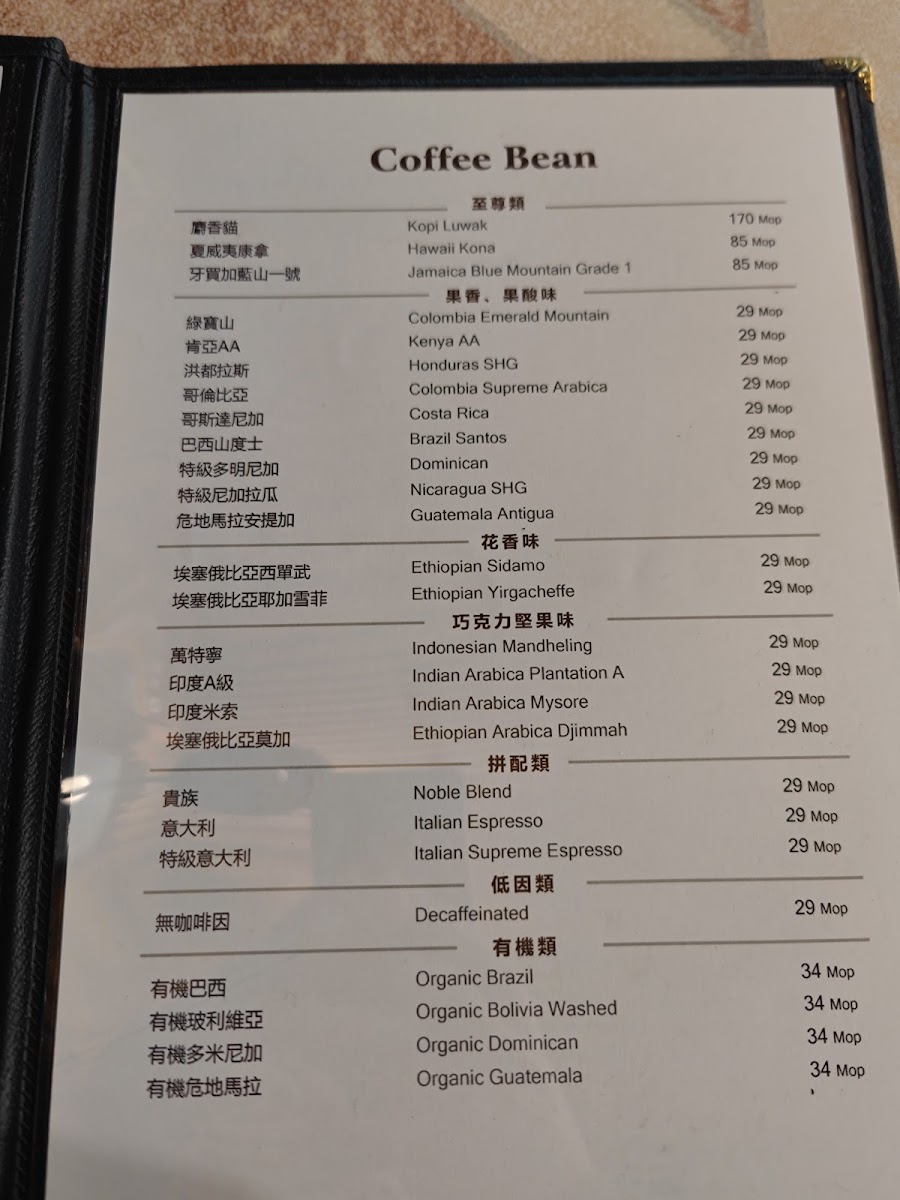 Coffee Bean
至尊類
麝香貓 Kopi Luwak 170 Mop
夏威夷康拿 Hawaii Kona 85 Mop
牙買加藍山一號 Jamaica Blue Mountain Grade 1 85 Mop
果香、果酸味
綠寶山 Colombia Emerald Mountain 29 Mop
肯亞AA Kenya AA 29 Mop
洪都拉斯 Honduras SHG 29 Mop
哥倫比亞 Colombia Supreme Arabica 29 Mop
哥斯達尼加 Costa Rica 29 Mop
巴西山度士 Brazil Santos 29 Mop
特級多明尼加 Dominican 29 Mop
特級尼加拉瓜 Nicaragua SHG 29 Mop
危地馬拉安提加 Guatemala Antigua 29 Mop
花香味
埃塞俄比亞西單武 Ethiopian Sidamo 29 Mop
埃塞俄比亞耶加雪菲 Ethiopian Yirgacheffe 29 Mop
巧克力堅果味
萬特寧 Indonesian Mandheling 29 Mop
印度A級 Indian Arabica Plantation A 29 Mop
印度米索 Indian Arabica Mysore 29 Mop
埃塞俄比亞莫加 Ethiopian Arabica Djimmah 29 Mop
拼配類
貴族 Noble Blend 29 Mop
意大利 Italian Espresso 29 Mop
特級意大利 Italian Supreme Espresso 29 Mop
低因類
無咖啡因 Decaffeinated 29 Mop
有機類
有機巴西 Organic Brazil 34 Mop
有機玻利維亞 Organic Bolivia Washed 34 Mop
有機多米尼加 Organic Dominican 34 Mop
有機危地馬拉 Organic Guatemala 34 Mop